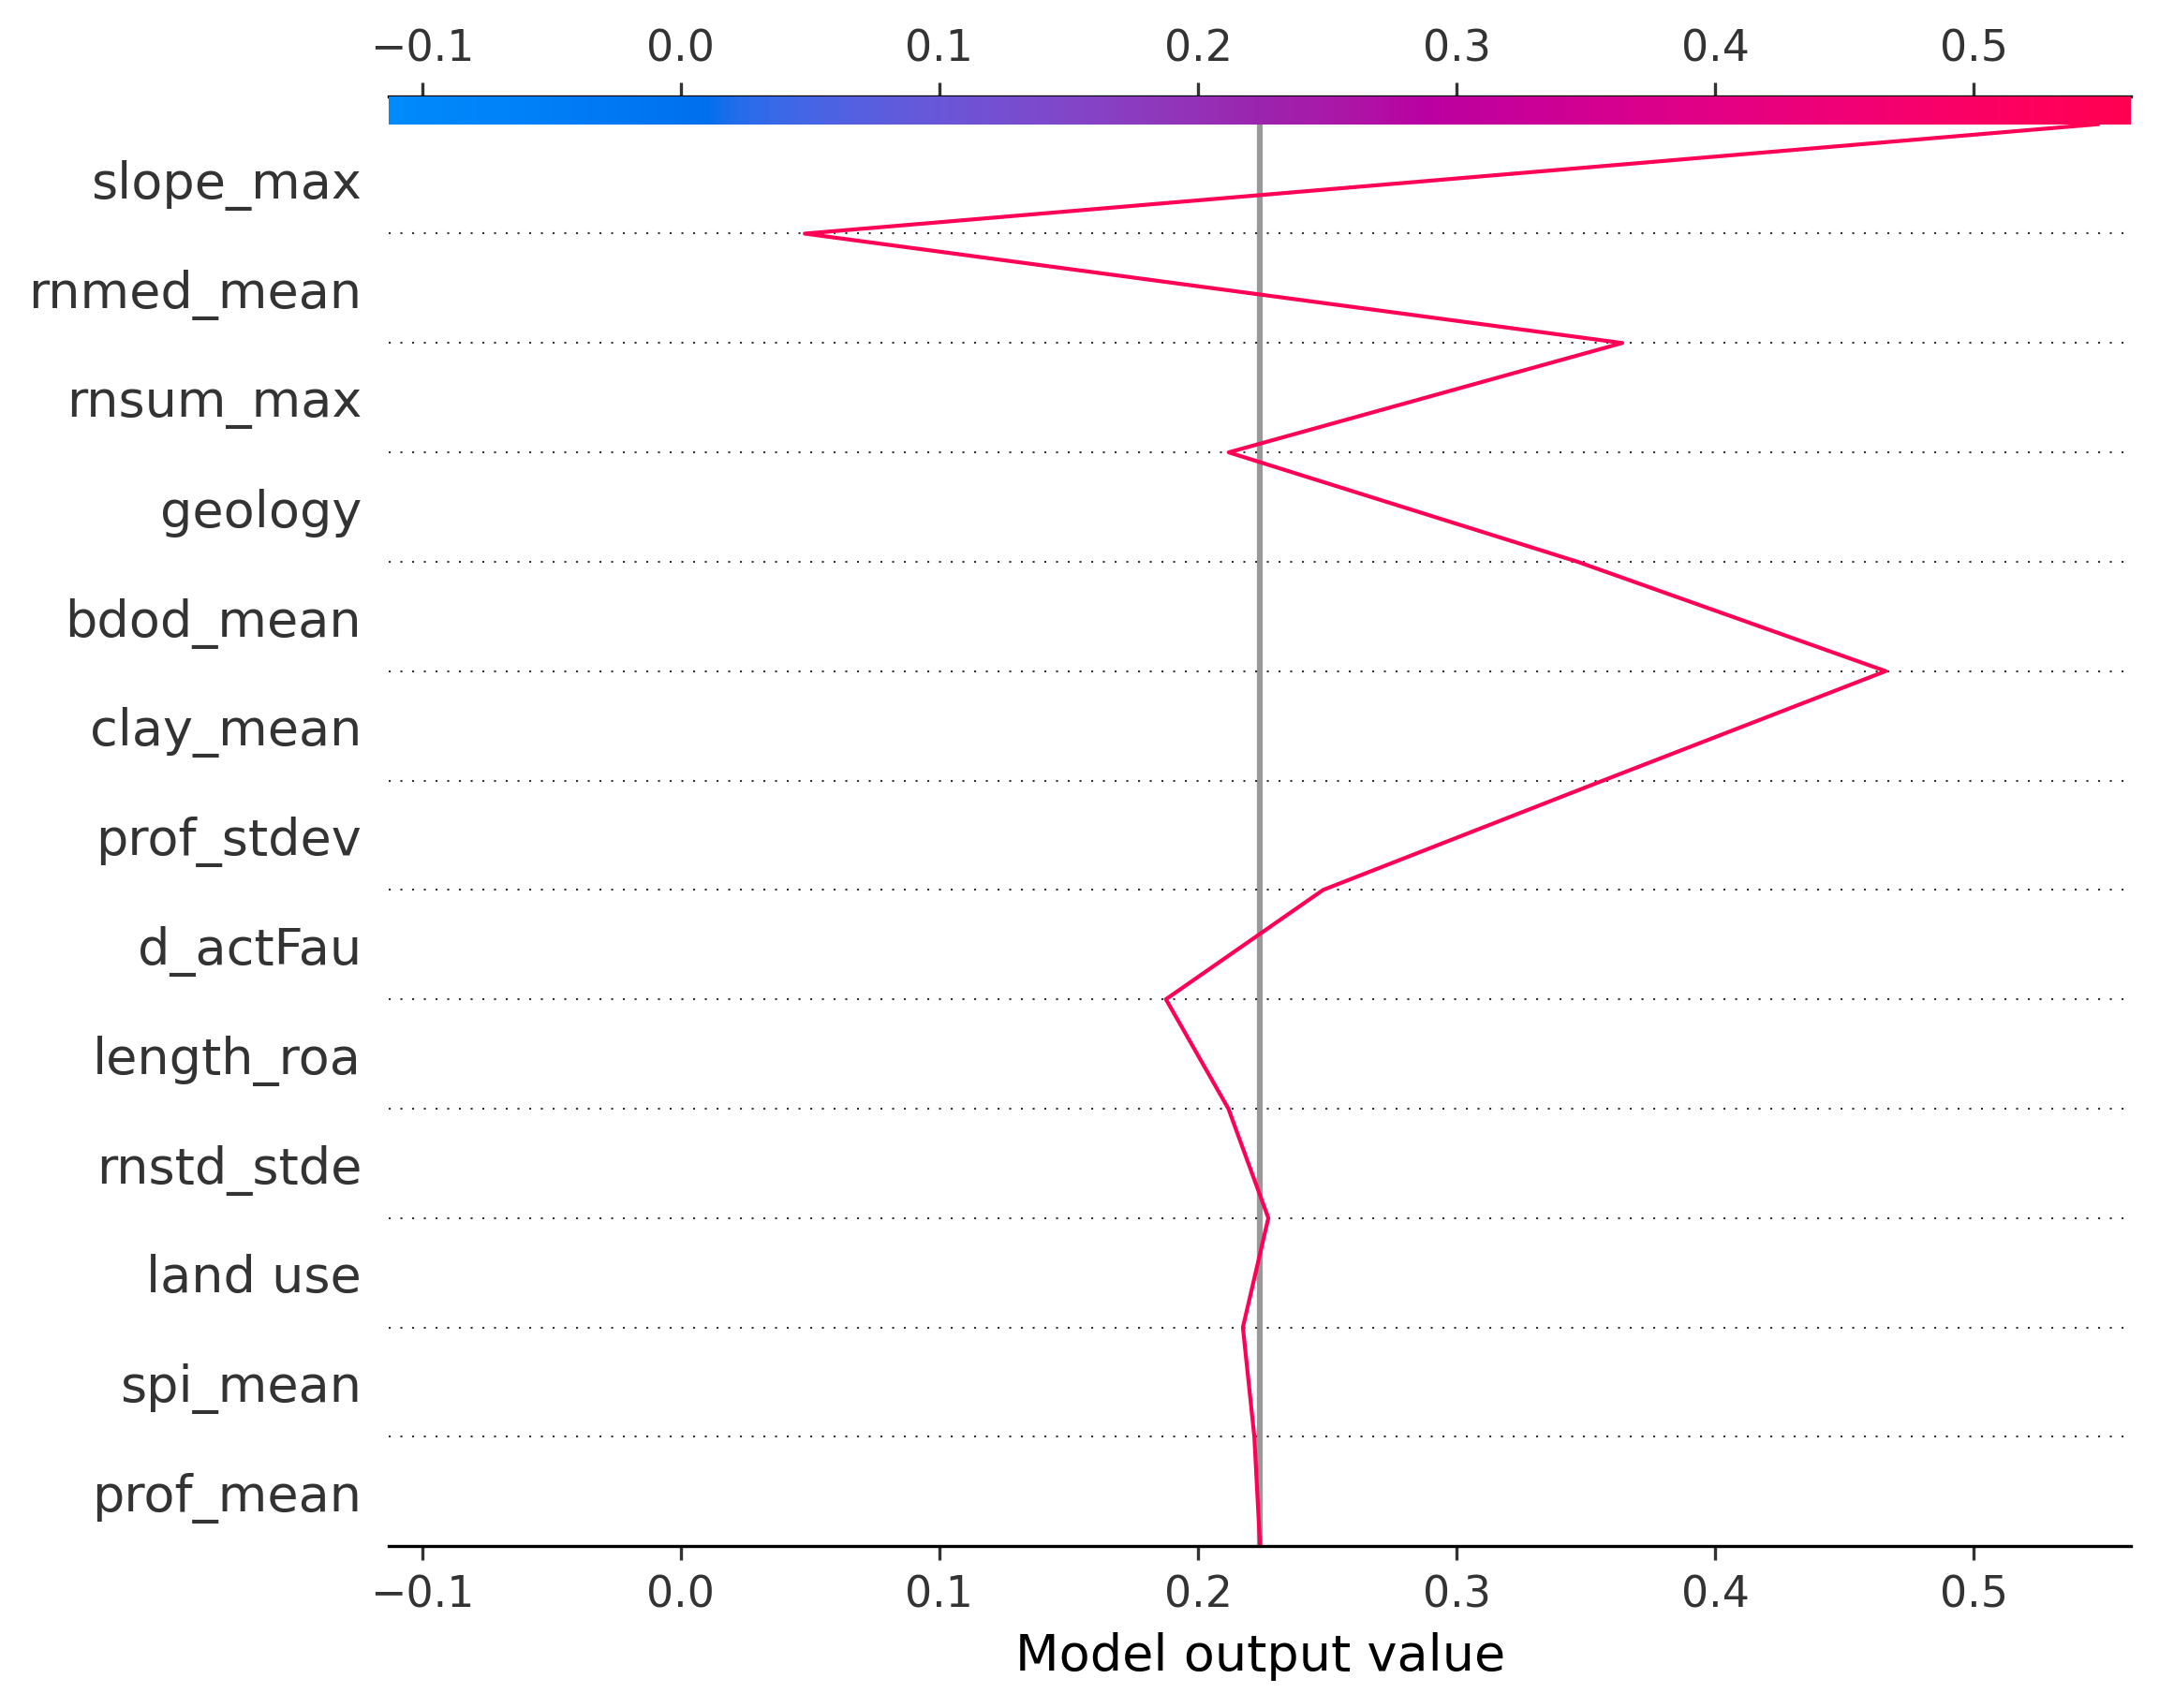 −0.1 0.0 0.1 0.2 0.3 0.4 0.5
slope_max
rnmed_mean
rnsum_max
geology
bdod_mean
clay_mean
prof_stdev
d_actFau
length_roa
rnstd_stde
land use
spi_mean
prof_mean
−0.1 0.0 0.1 0.2 0.3 0.4 0.5
Model output value